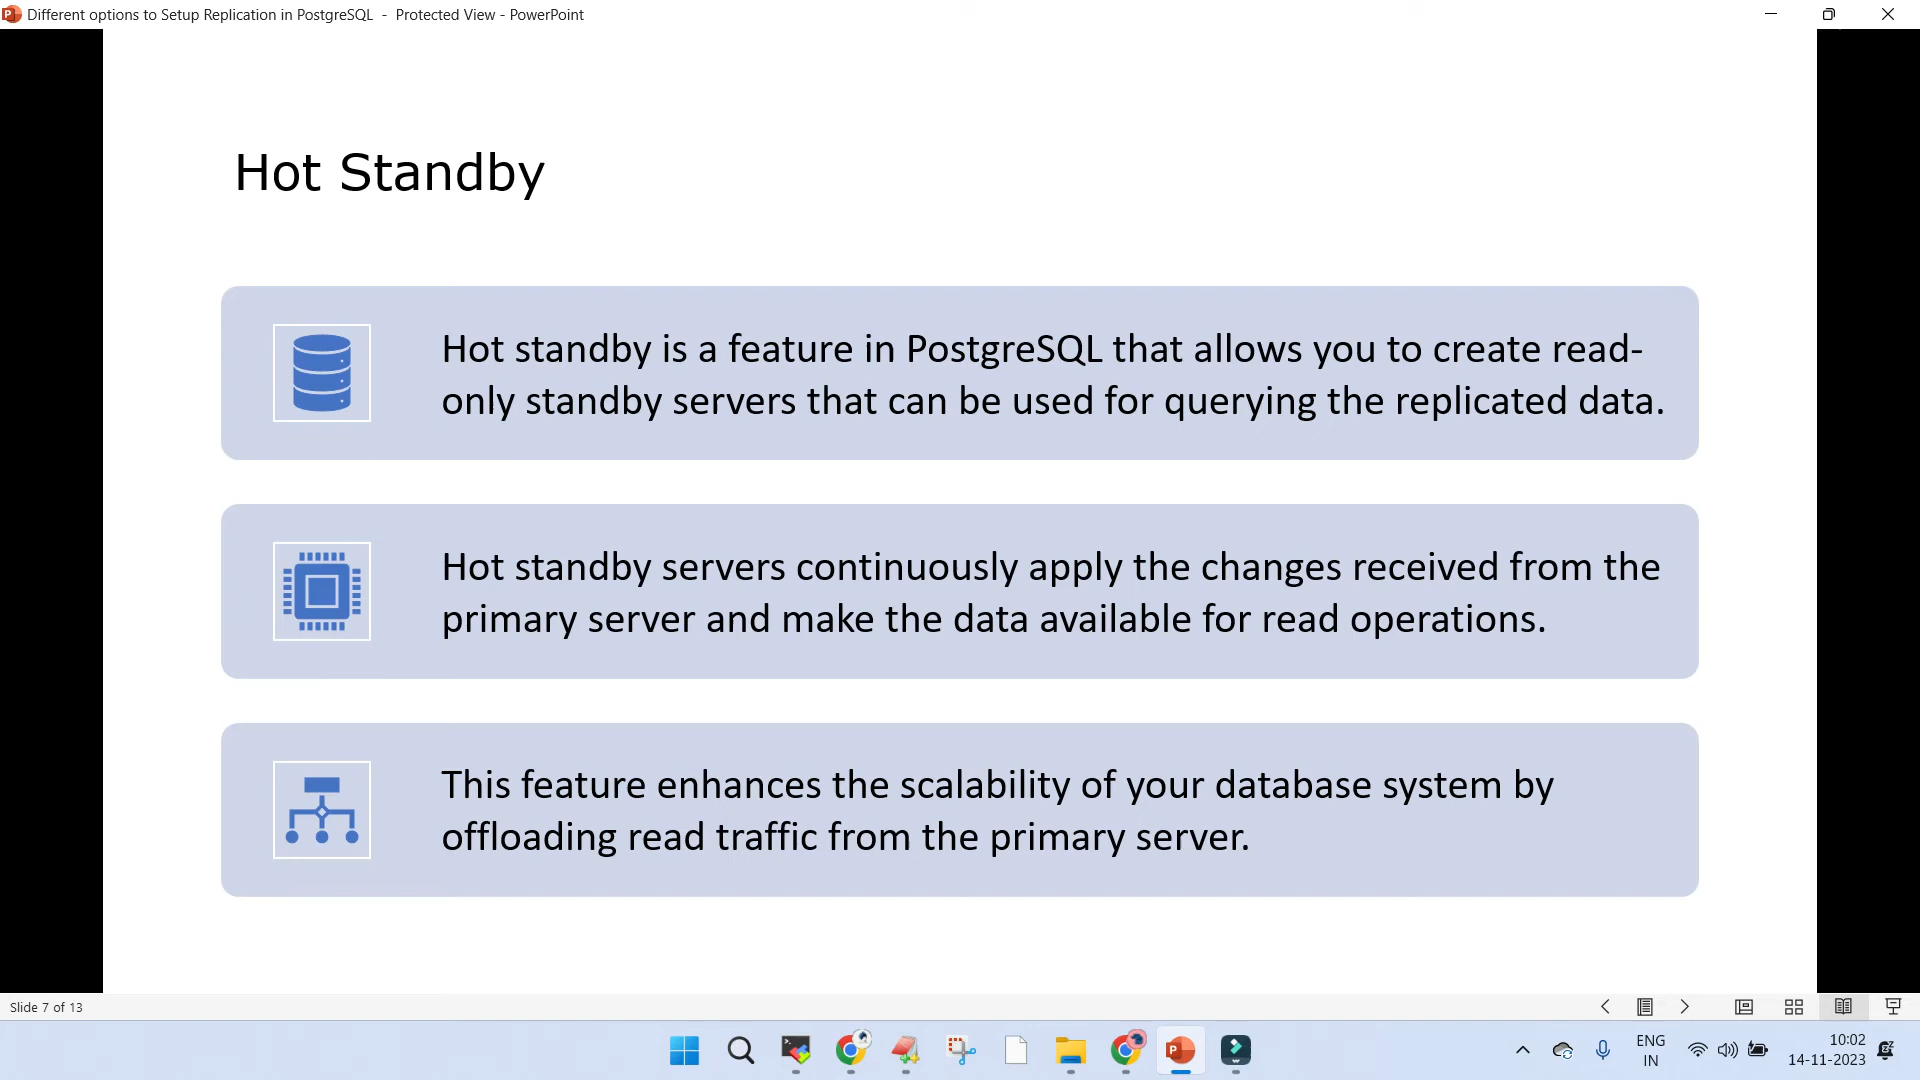 Different options to Setup Replication in PostgreSQL - Protected View - PowerPoint
Hot Standby
Hot standby is a feature in PostgreSQL that allows you to create read-
only standby servers that can be used for querying the replicated data.
Hot standby servers continuously apply the changes received from the
primary server and make the data available for read operations.
This feature enhances the scalability of your database system by
offloading read traffic from the primary server.
Slide 7 of 13
ENG
IN
10:02
14-11-2023